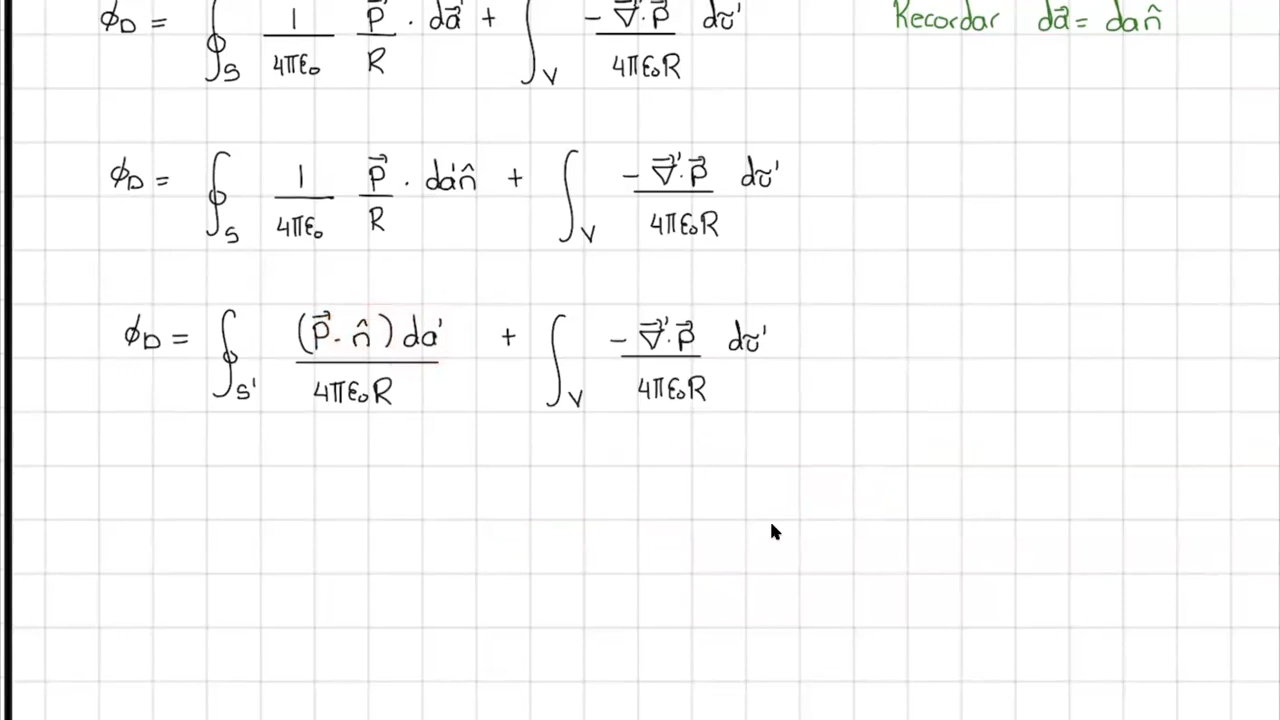 ϕ_D = ∮_S 1/(4πε₀) P⃗/R · da⃗' + ∫_V (-∇⃗'·P⃗)/(4πε₀R) dτ' Recordar da⃗ = da n̂
ϕ_D = ∮_S 1/(4πε₀) P⃗/R · da' n̂ + ∫_V (-∇⃗'·P⃗)/(4πε₀R) dτ'
ϕ_D = ∮_S' ((P⃗ · n̂) da')/(4πε₀R) + ∫_V (-∇⃗'·P⃗)/(4πε₀R) dτ'